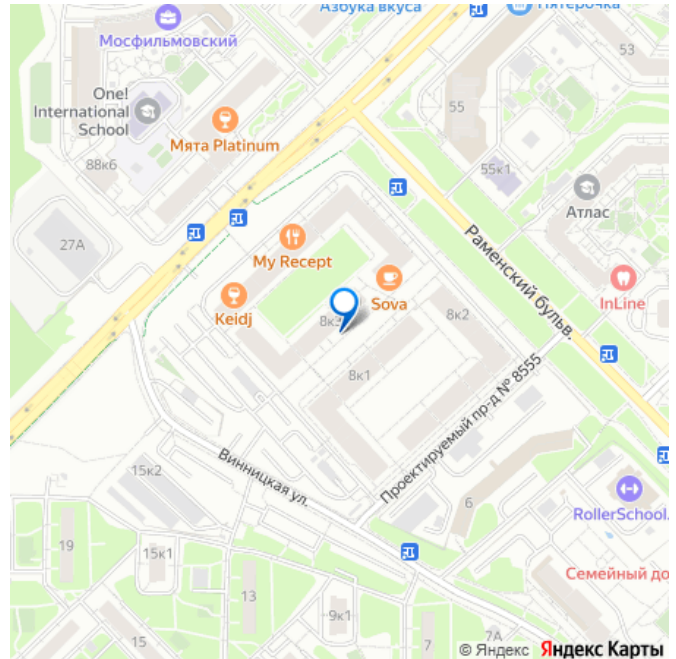 Азбука вкуса
Пятёрочка
Мосфильмовский
53
One!
International
School
55
Мята Platinum
88к6
55к1
Атлас
27А
Раменский бульв.
My Recept
Sova
InLine
Keidj
8к3
8к2
8к1
Проектируемый пр-д № 8555
Винницкая ул.
15к2
6
RollerSchool.
19
15к1
Семейный до
13
9к1
15
7
7А
© Яндекс Яндекс Карты